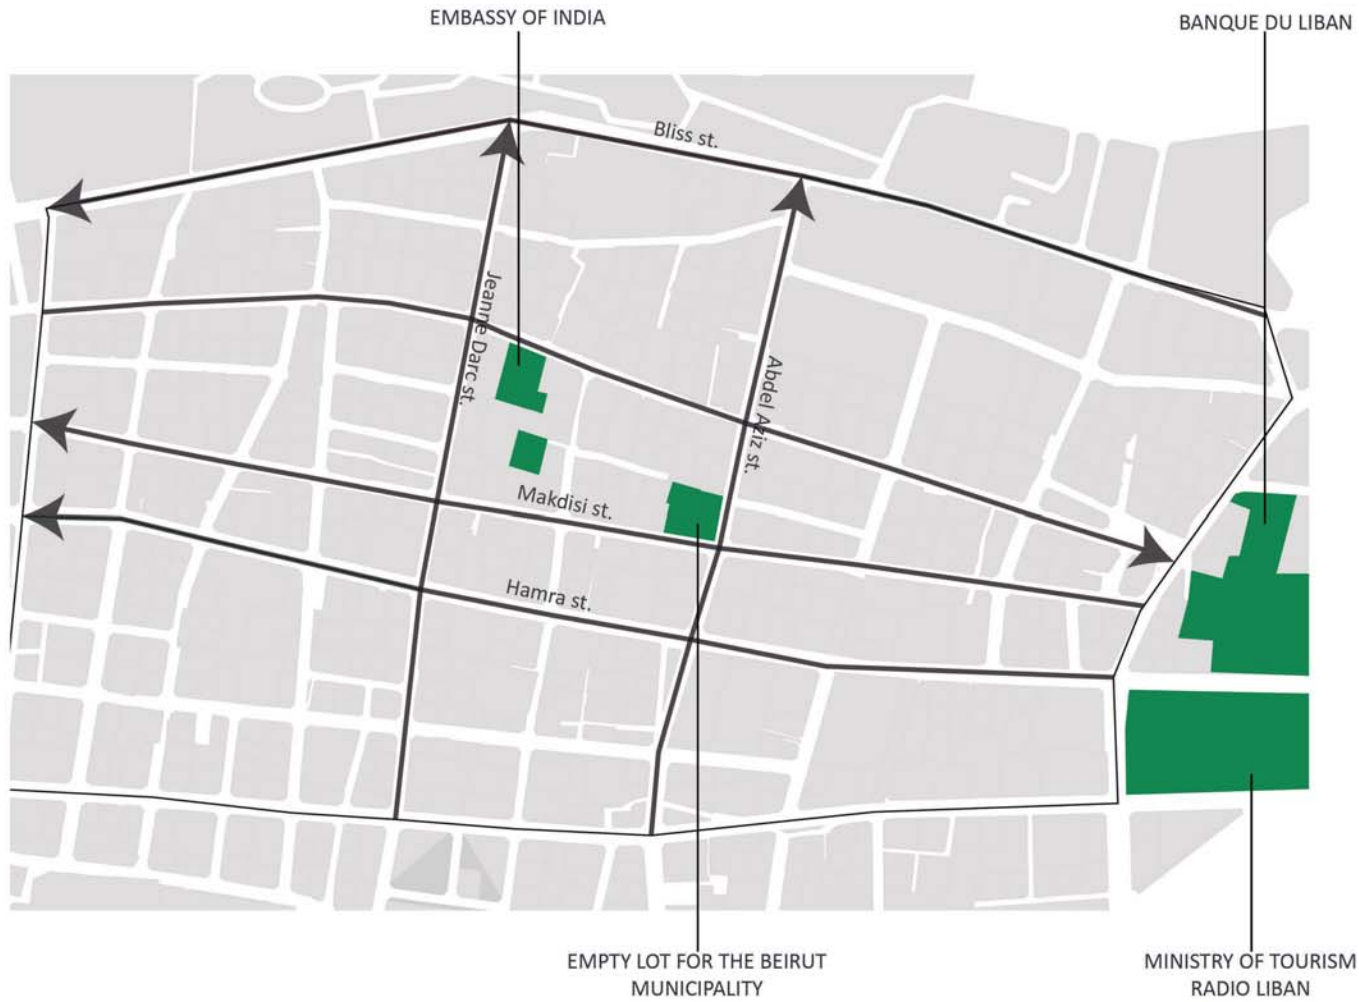 EMBASSY OF INDIA
BANQUE DU LIBAN
Bliss st.
Jeanne Darc st.
Abdel Aziz st.
Makdisi st.
Hamra st.
EMPTY LOT FOR THE BEIRUT
MUNICIPALITY
MINISTRY OF TOURISM
RADIO LIBAN